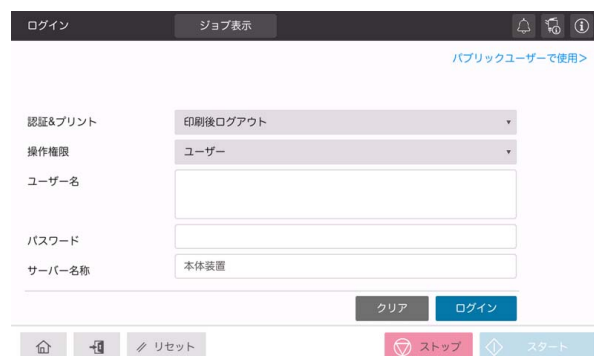 ログイン ジョブ表示
パブリックユーザーで使用>
認証&プリント 印刷後ログアウト
操作権限 ユーザー
ユーザー名
パスワード
サーバー名称 本体装置
クリア ログイン
リセット ストップ スタート